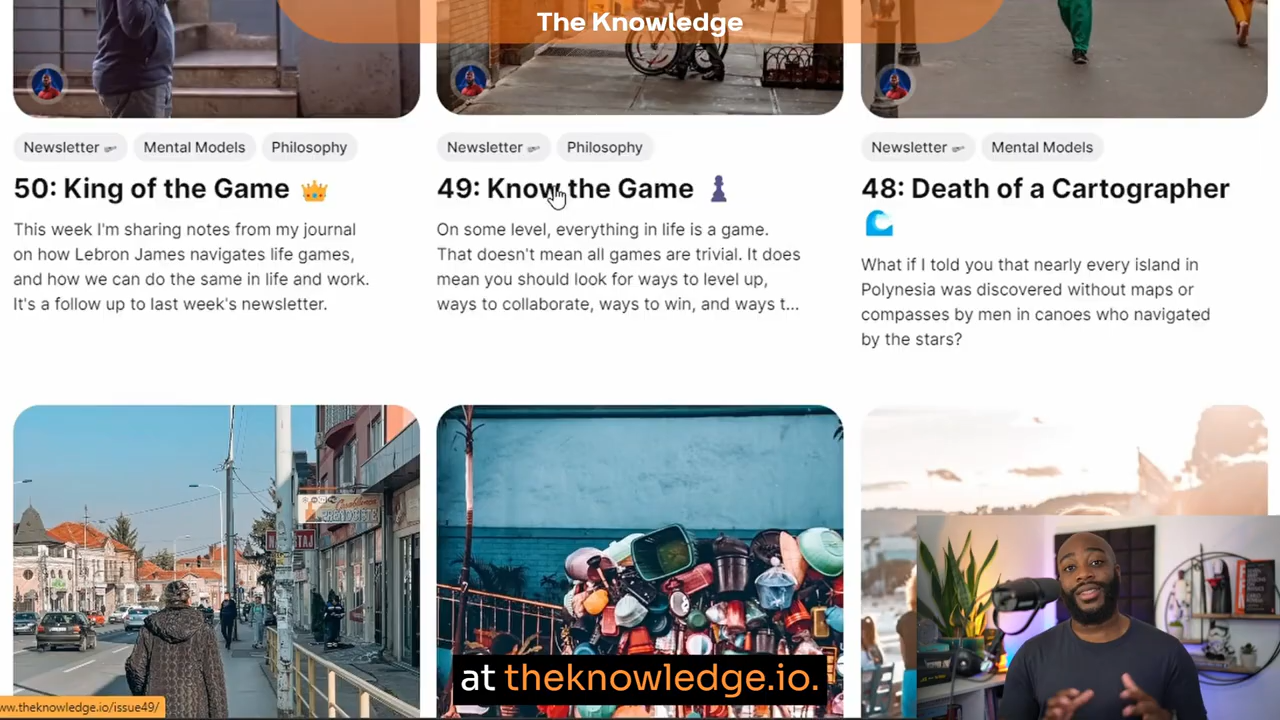 The Knowledge
Newsletter
Mental Models
Philosophy
50: King of the Game 👑
This week I'm sharing notes from my journal
on how Lebron James navigates life games,
and how we can do the same in life and work.
It's a follow up to last week's newsletter.
Newsletter
Philosophy
49: Know the Game ♟
On some level, everything in life is a game.
That doesn't mean all games are trivial. It does
mean you should look for ways to level up,
ways to collaborate, ways to win, and ways t...
Newsletter
Mental Models
48: Death of a Cartographer
🌊
What if I told you that nearly every island in
Polynesia was discovered without maps or
compasses by men in canoes who navigated
by the stars?
at theknowledge.io.
ww.theknowledge.io/issue49/